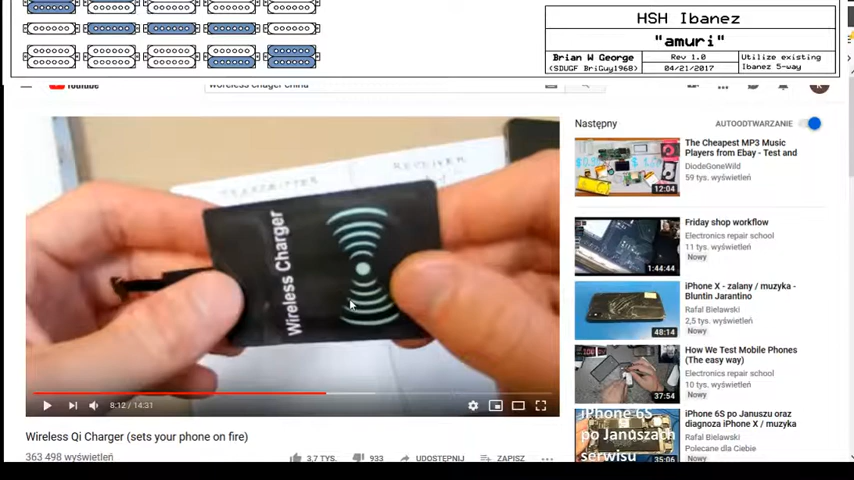 HSH Ibanez
"amuri"
Brian W George
(SDUGF BriGuy1968)
Rev 1.0
04/21/2017
Utilize existing
Ibanez 5-way
TRANSMITTER
RECEIVER
Wireless Charger
8:12 / 14:31
Wireless Qi Charger (sets your phone on fire)
363 498 wyświetleń
3,7 TYS.
933
UDOSTĘPNIJ
ZAPISZ
Następny
AUTOODTWARZANIE
The Cheapest MP3 Music
Players from Ebay - Test and
DiodeGoneWild
59 tys. wyświetleń
12:04
Friday shop workflow
Electronics repair school
11 tys. wyświetleń
Nowy
1:44:44
iPhone X - zalany / muzyka -
Bluntin Jarantino
Rafal Bielawski
2,5 tys. wyświetleń
Nowy
48:14
How We Test Mobile Phones
(The easy way)
Electronics repair school
10 tys. wyświetleń
Nowy
37:54
iPhone 6S po Januszu oraz
diagnoza iPhone X / muzyka
Rafal Bielawski
Polecane dla Ciebie
Nowy
iPhone 6S
po Januszach
serwisu
35:06